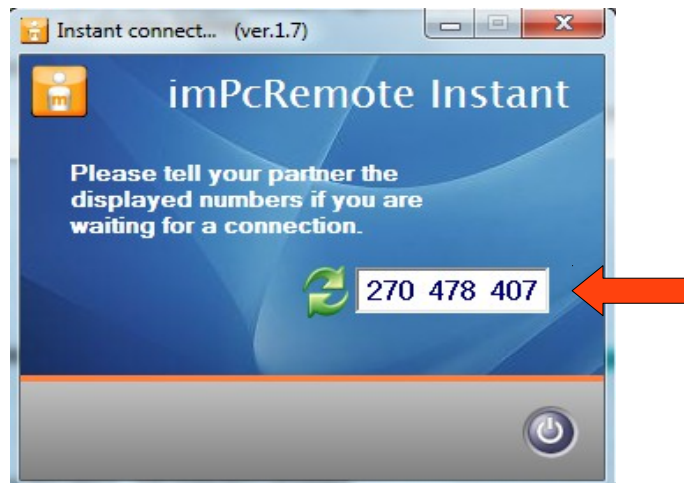 Instant connect... (ver.1.7)
imPcRemote Instant
Please tell your partner the
displayed numbers if you are
waiting for a connection.
270 478 407